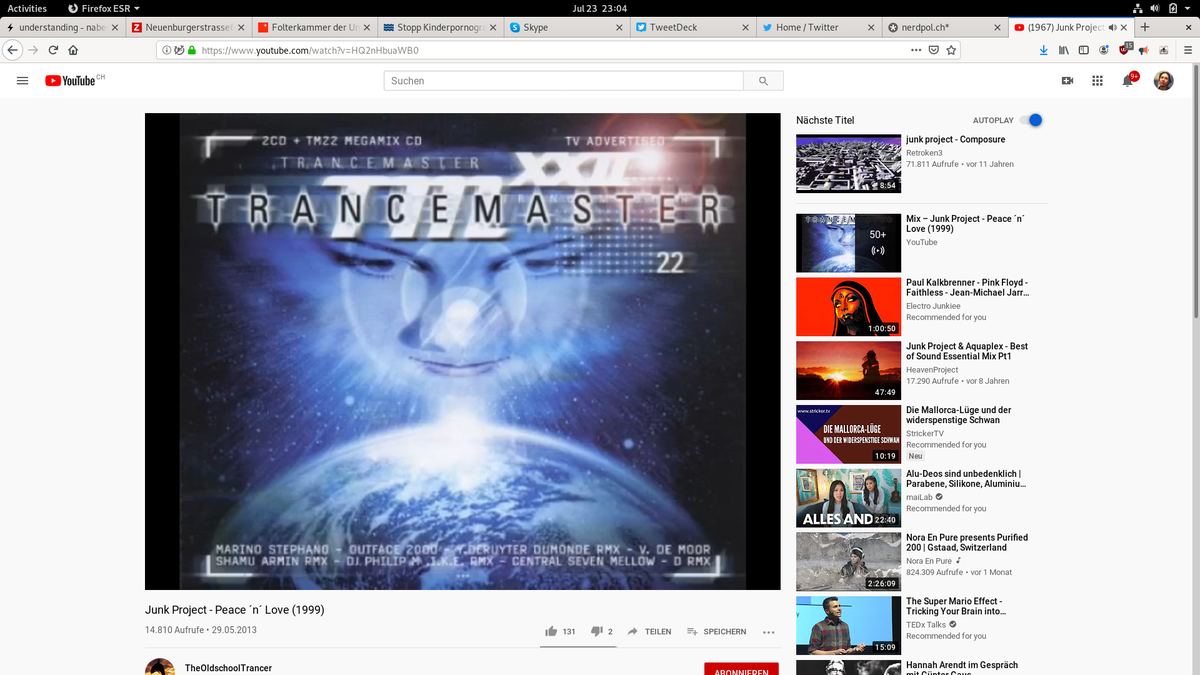 Activities
Firefox ESR
Jul 23 23:04
understanding - nabe
Neuenburgerstrasse
Folterkammer der Un
Stopp Kinderpornogr
Skype
TweetDeck
Home / Twitter
nerdpol.ch*
(1967) Junk Project
https://www.youtube.com/watch?v=HQ2nHbuaWB0
15
YouTube CH
Suchen
9+
2CD + TM22 MEGAMIX CD
TV ADVERTISED
TRANCEMASTER
XXII
TRANCEMASTER
22
MARINO STEPHANO - OUTFACE 2000 - Y.DERUYTER DUMONDE RMX - V. DE MOOR
SHAMU ARMIN RMX - DJ PHILIP M.I.K.E. RMX - CENTRAL SEVEN MELLOW - D RMX
...
Junk Project - Peace ´n´ Love (1999)
14.810 Aufrufe • 29.05.2013
131
2
TEILEN
SPEICHERN
TheOldschoolTrancer
ABONNIEREN
Nächste Titel
AUTOPLAY
8:54
junk project - Composure
Retroken3
71.811 Aufrufe • vor 11 Jahren
TRANCEMASTER
50+
Mix – Junk Project - Peace ´n´
Love (1999)
YouTube
1:00:50
Paul Kalkbrenner - Pink Floyd -
Faithless - Jean-Michael Jarr...
Electro Junkiee
Recommended for you
47:49
Junk Project & Aquaplex - Best
of Sound Essential Mix Pt1
HeavenProject
17.290 Aufrufe • vor 8 Jahren
www.stricker.tv
DIE MALLORCA-LÜGE
UND DER WIDERSPENSTIGE SCHWAN
10:19
Die Mallorca-Lüge und der
widerspenstige Schwan
StrickerTV
Recommended for you
Neu
ALLES AND
22:40
Alu-Deos sind unbedenklich |
Parabene, Silikone, Aluminiu...
maiLab
Recommended for you
2:26:09
Nora En Pure presents Purified
200 | Gstaad, Switzerland
Nora En Pure
824.309 Aufrufe • vor 1 Monat
15:09
The Super Mario Effect -
Tricking Your Brain into...
TEDx Talks
Recommended for you
Hannah Arendt im Gespräch
mit Günter Gaus